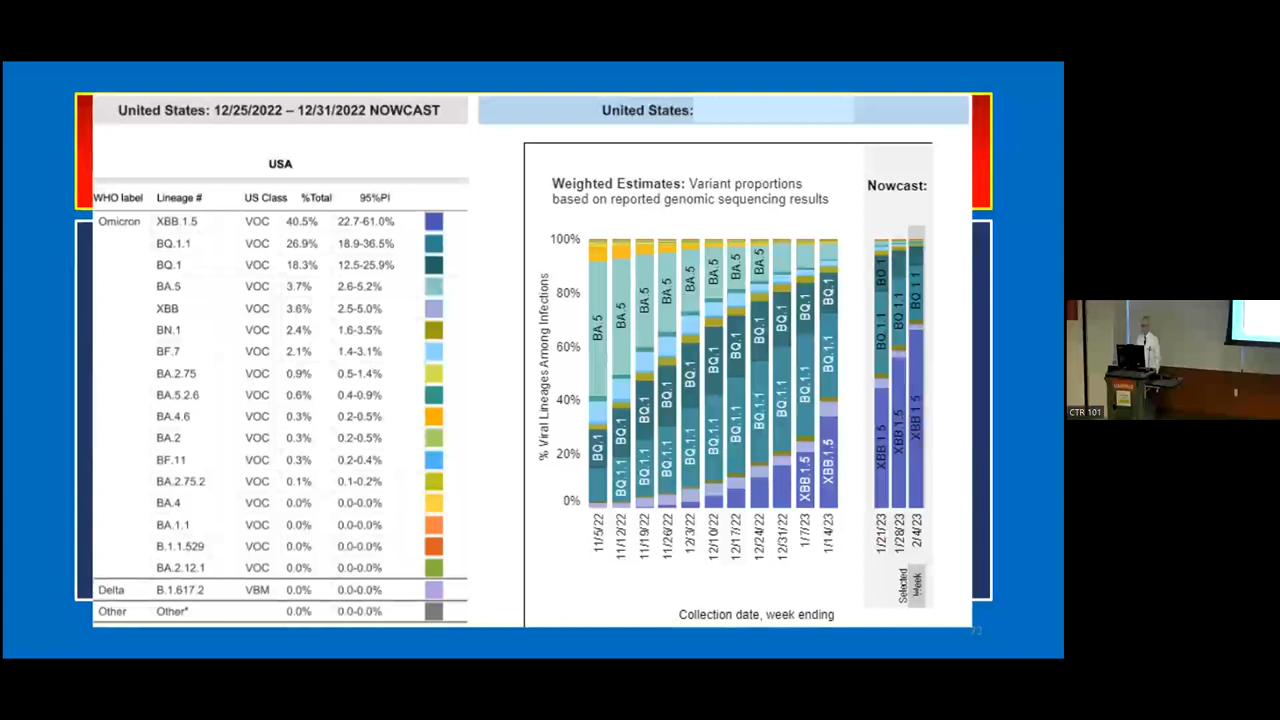 United States: 12/25/2022 – 12/31/2022 NOWCAST
USA
WHO label Lineage # US Class %Total 95%PI
Omicron XBB.1.5 VOC 40.5% 22.7-61.0%
BQ.1.1 VOC 26.9% 18.9-36.5%
BQ.1 VOC 18.3% 12.5-25.9%
BA.5 VOC 3.7% 2.6-5.2%
XBB VOC 3.6% 2.5-5.0%
BN.1 VOC 2.4% 1.6-3.5%
BF.7 VOC 2.1% 1.4-3.1%
BA.2.75 VOC 0.9% 0.5-1.4%
BA.5.2.6 VOC 0.6% 0.4-0.9%
BA.4.6 VOC 0.3% 0.2-0.5%
BA.2 VOC 0.3% 0.2-0.5%
BF.11 VOC 0.3% 0.2-0.4%
BA.2.75.2 VOC 0.1% 0.1-0.2%
BA.4 VOC 0.0% 0.0-0.0%
BA.1.1 VOC 0.0% 0.0-0.0%
B.1.1.529 VOC 0.0% 0.0-0.0%
BA.2.12.1 VOC 0.0% 0.0-0.0%
Delta B.1.617.2 VBM 0.0% 0.0-0.0%
Other Other* 0.0% 0.0-0.0%
United States:
Weighted Estimates: Variant proportions
based on reported genomic sequencing results
Nowcast:
% Viral Lineages Among Infections
100%
80%
60%
40%
20%
0%
BA.5
BQ.1
BA.5
BQ.1
BQ.1.1
BA.5
BQ.1
BQ.1.1
BA.5
BQ.1
BQ.1.1
BA.5
BQ.1
BQ.1.1
BA.5
BQ.1
BQ.1.1
BA.5
BQ.1
BQ.1.1
BA.5
BQ.1
BQ.1.1
BQ.1
BQ.1.1
BQ.1
BQ.1.1
XBB.1.5
BQ.1
BQ.1.1
XBB.1.5
BQ.1
BQ.1.1
XBB.1.5
BQ.1.1
XBB.1.5
BQ.1.1
XBB.1.5
11/5/22
11/12/22
11/19/22
11/26/22
12/3/22
12/10/22
12/17/22
12/24/22
12/31/22
1/7/23
1/14/23
1/21/23
1/28/23
2/4/23
Selected
Week
Collection date, week ending
72
CTR 101